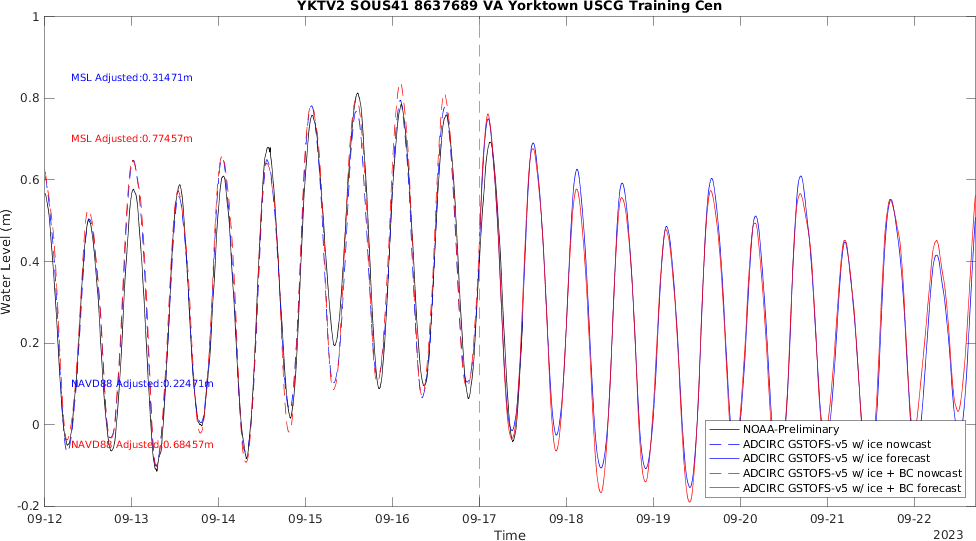 YKTV2 SOUS41 8637689 VA Yorktown USCG Training Cen
1
0.8
0.6
0.4
0.2
0
-0.2
Water Level (m)
MSL Adjusted:0.31471m
MSL Adjusted:0.77457m
NAVD88 Adjusted:0.22471m
NAVD88 Adjusted:0.68457m
NOAA-Preliminary
ADCIRC GSTOFS-v5 w/ ice nowcast
ADCIRC GSTOFS-v5 w/ ice forecast
ADCIRC GSTOFS-v5 w/ ice + BC nowcast
ADCIRC GSTOFS-v5 w/ ice + BC forecast
09-12 09-13 09-14 09-15 09-16 09-17 09-18 09-19 09-20 09-21 09-22
Time
2023